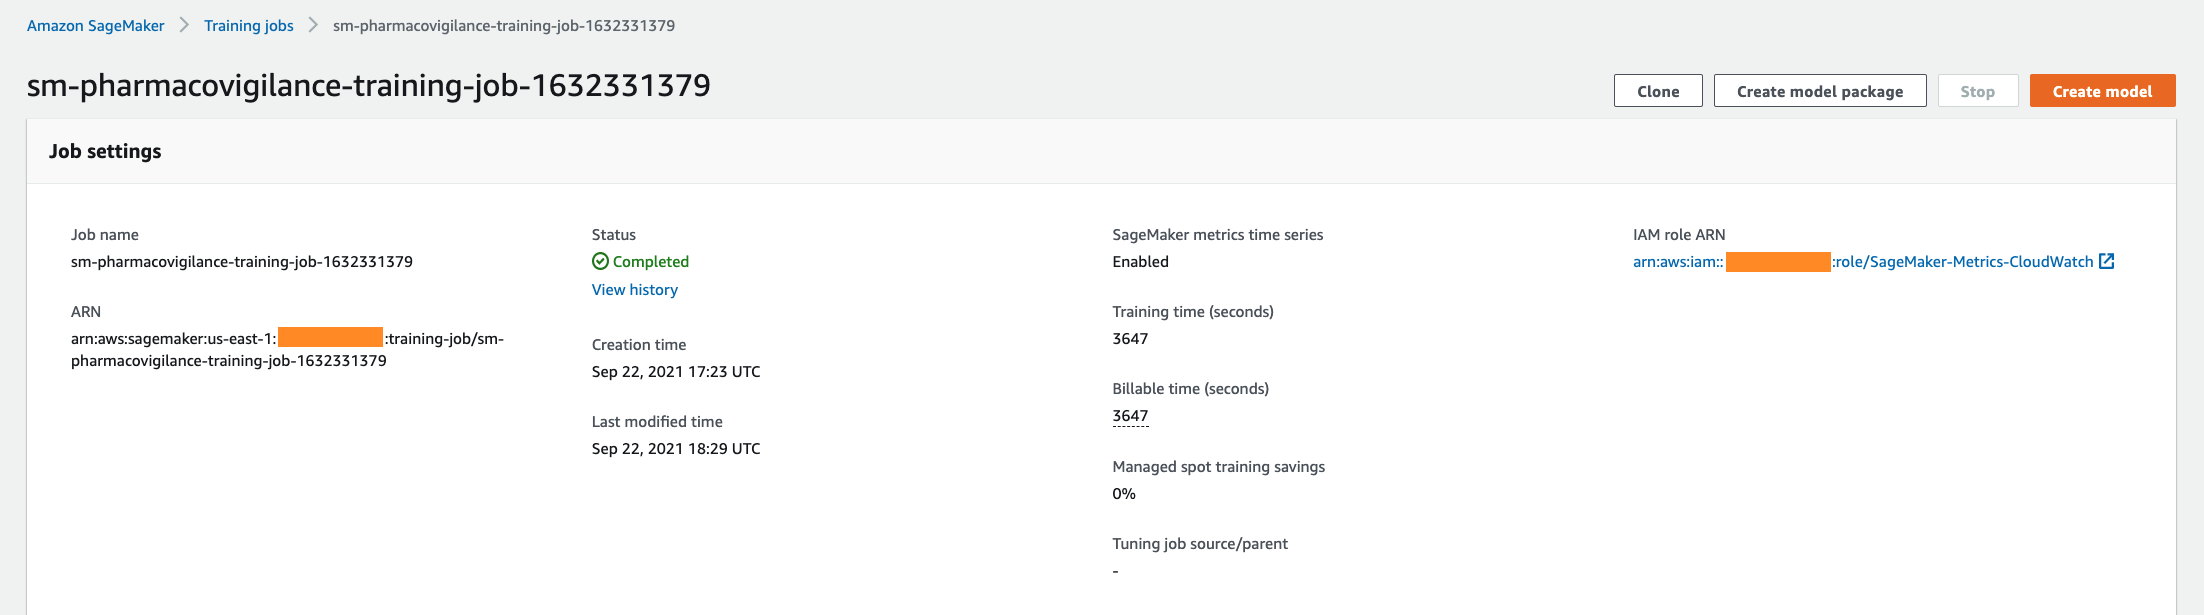 Amazon SageMaker > Training jobs > sm-pharmacovigilance-training-job-1632331379
sm-pharmacovigilance-training-job-1632331379
Clone
Create model package
Stop
Create model
Job settings
Job name
sm-pharmacovigilance-training-job-1632331379
ARN
arn:aws:sagemaker:us-east-1: :training-job/sm-
pharmacovigilance-training-job-1632331379
Status
Completed
View history
Creation time
Sep 22, 2021 17:23 UTC
Last modified time
Sep 22, 2021 18:29 UTC
SageMaker metrics time series
Enabled
Training time (seconds)
3647
Billable time (seconds)
3647
Managed spot training savings
0%
Tuning job source/parent
-
IAM role ARN
arn:aws:iam:: :role/SageMaker-Metrics-CloudWatch